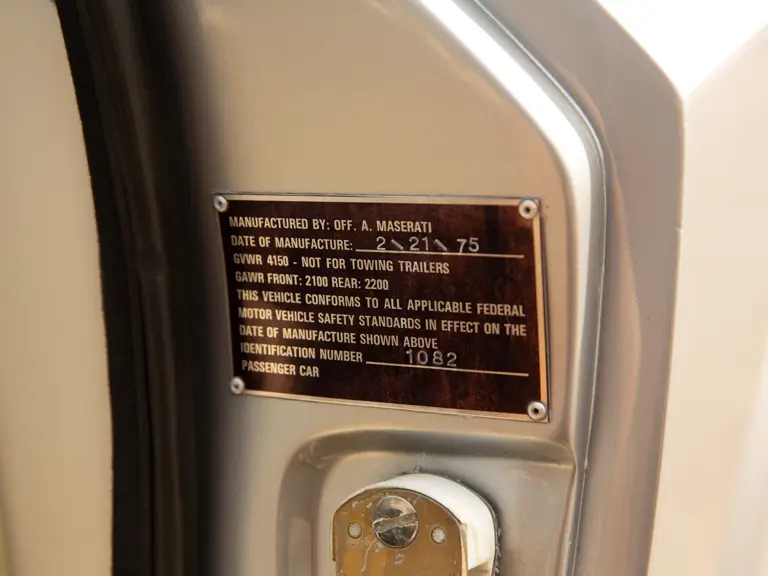 MANUFACTURED BY: OFF. A. MASERATI
DATE OF MANUFACTURE: 2\21\75
GVWR 4150 - NOT FOR TOWING TRAILERS
GAWR FRONT: 2100 REAR: 2200
THIS VEHICLE CONFORMS TO ALL APPLICABLE FEDERAL
MOTOR VEHICLE SAFETY STANDARDS IN EFFECT ON THE
DATE OF MANUFACTURE SHOWN ABOVE
IDENTIFICATION NUMBER 1082
PASSENGER CAR